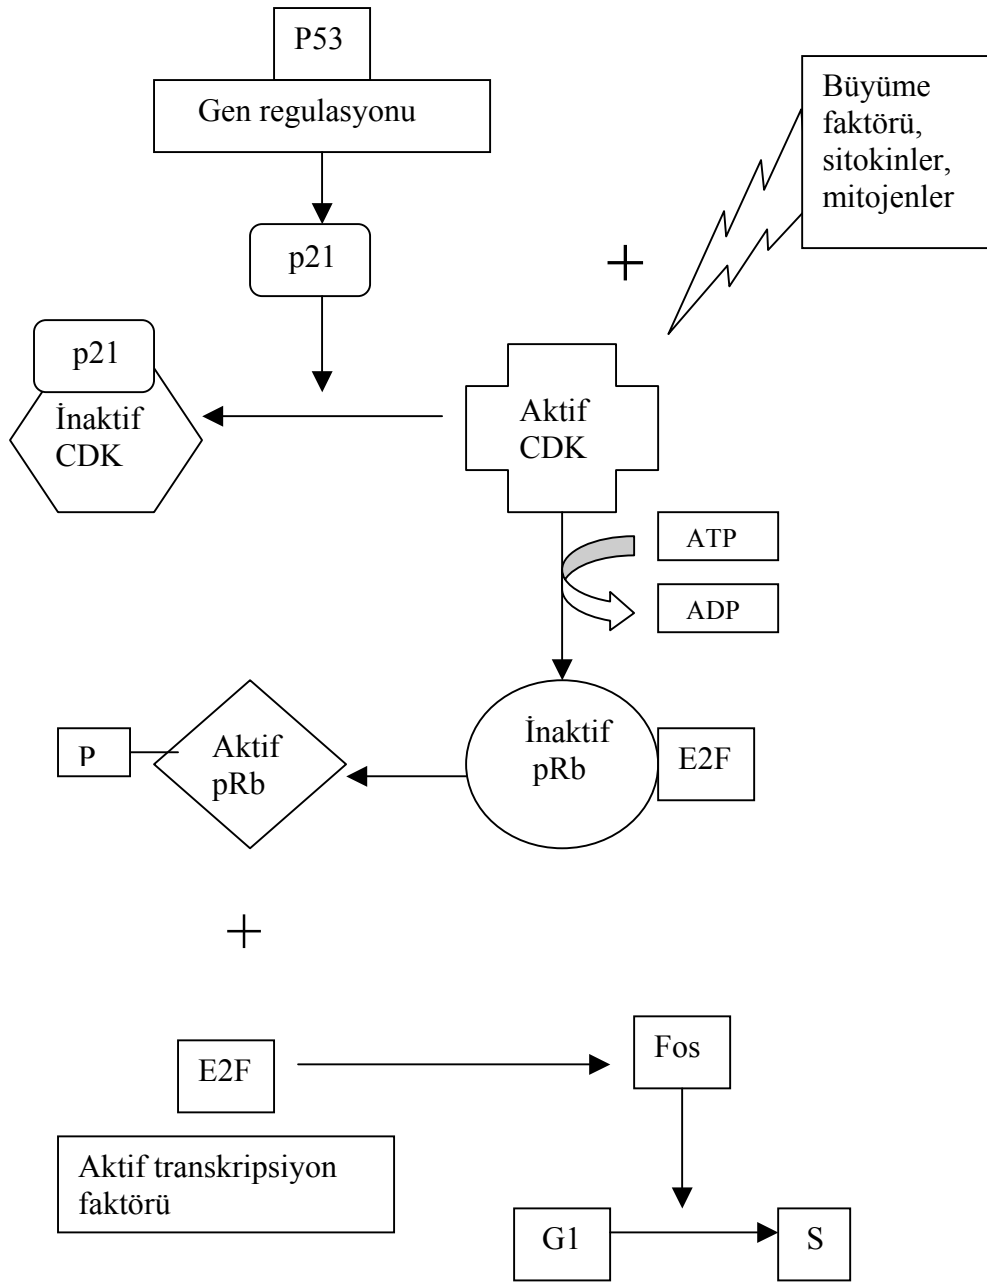 P53
Gen regulasyonu
Büyüme
faktörü,
sitokinler,
mitojenler
p21
+
p21
İnaktif
CDK
Aktif
CDK
ATP
ADP
P
Aktif
pRb
İnaktif
pRb
E2F
+
E2F
Fos
Aktif transkripsiyon
faktörü
G1
S